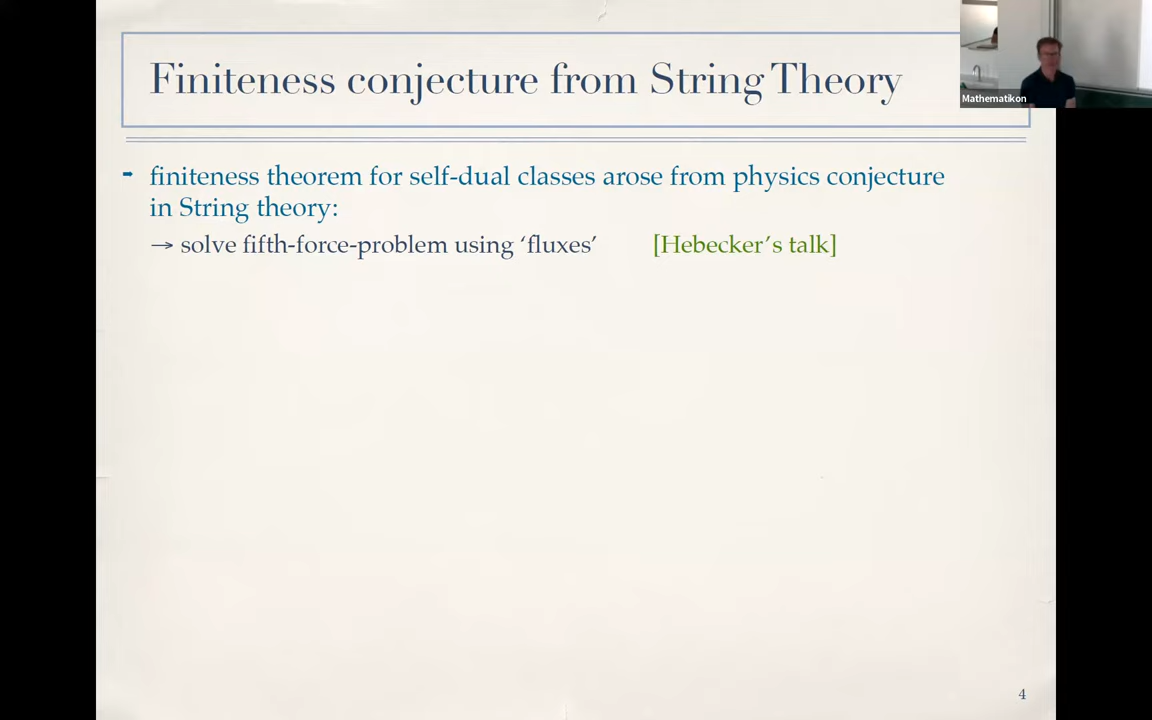 Finiteness conjecture from String Theory
Mathematikon
➡ finiteness theorem for self-dual classes arose from physics conjecture
in String theory:
→ solve fifth-force-problem using ‘fluxes’ [Hebecker’s talk]
4